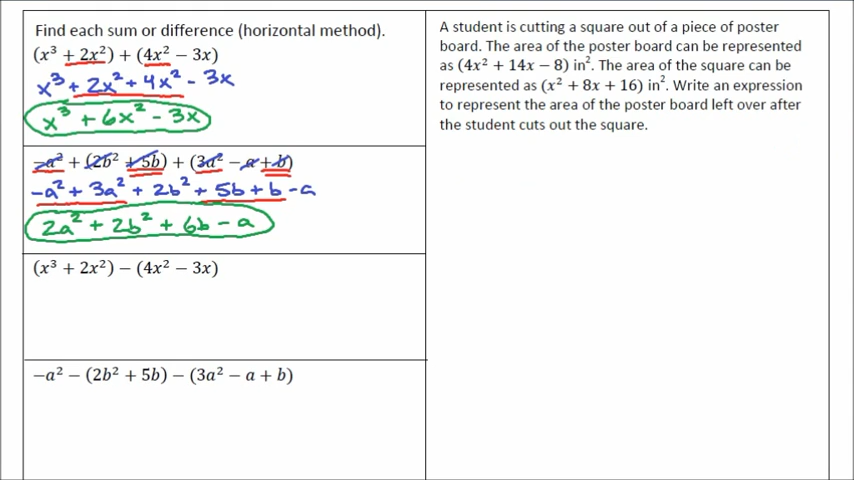 Find each sum or difference (horizontal method).
(x³ + 2x²) + (4x² − 3x)
x³ + 2x² + 4x² - 3x
x³ + 6x² - 3x
−a² + (2b² + 5b) + (3a² − a + b)
-a² + 3a² + 2b² + 5b + b - a
2a² + 2b² + 6b - a
(x³ + 2x²) − (4x² − 3x)
−a² − (2b² + 5b) − (3a² − a + b)
A student is cutting a square out of a piece of poster
board. The area of the poster board can be represented
as (4x² + 14x − 8) in². The area of the square can be
represented as (x² + 8x + 16) in². Write an expression
to represent the area of the poster board left over after
the student cuts out the square.